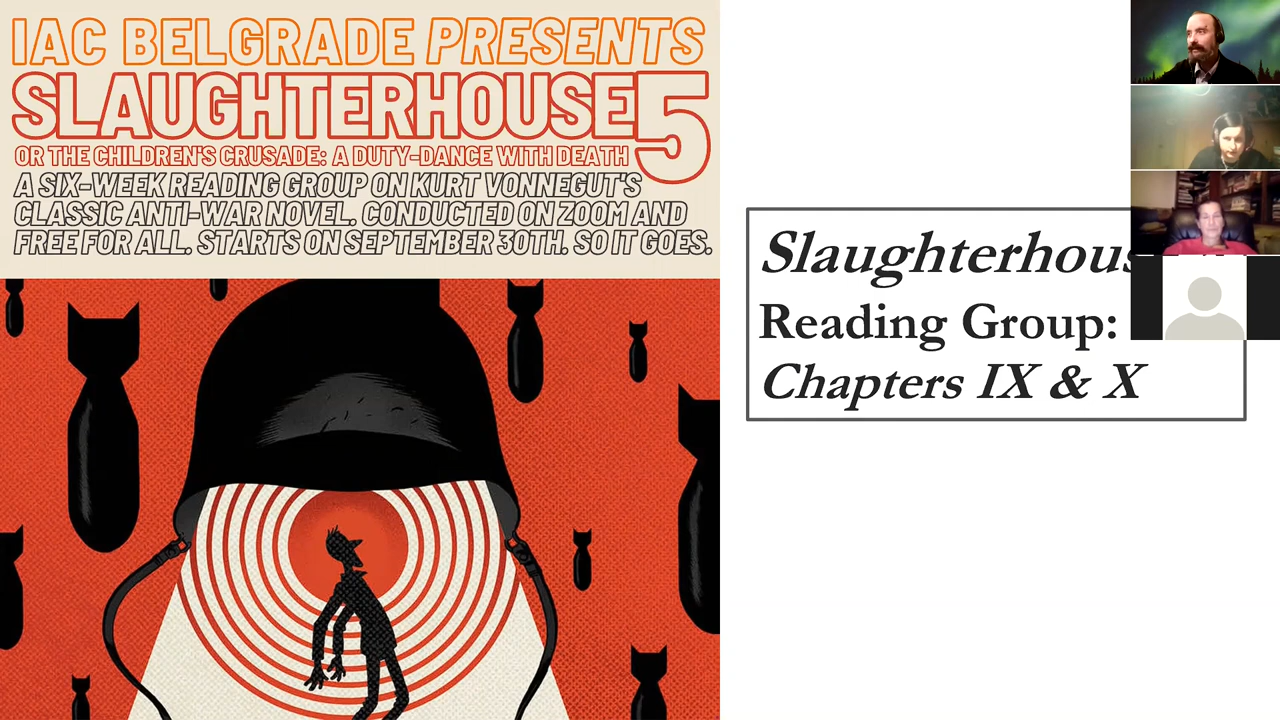 IAC BELGRADE PRESENTS
SLAUGHTERHOUSE 5
OR THE CHILDREN'S CRUSADE: A DUTY-DANCE WITH DEATH
A SIX-WEEK READING GROUP ON KURT VONNEGUT'S
CLASSIC ANTI-WAR NOVEL. CONDUCTED ON ZOOM AND
FREE FOR ALL. STARTS ON SEPTEMBER 30TH. SO IT GOES.
Reading Group:
Chapters IX & X